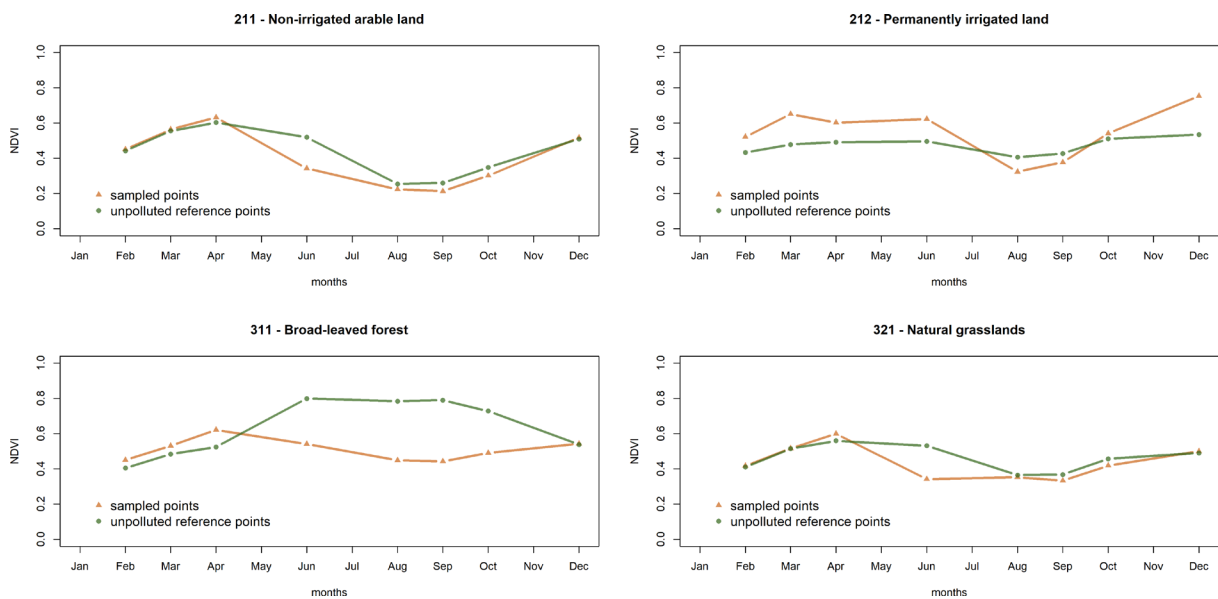 211 - Non-irrigated arable land
NDVI
1.0
0.8
0.6
0.4
0.2
0.0
sampled points
unpolluted reference points
Jan Feb Mar Apr Jun May Jul Aug Sep Oct Nov Dec
months
212 - Permanently irrigated land
NDVI
1.0
0.8
0.6
0.4
0.2
0.0
sampled points
unpolluted reference points
Jan Feb Mar Apr May Jun Jul Aug Sep Oct Nov Dec
months
311 - Broad-leaved forest
NDVI
1.0
0.8
0.6
0.4
0.2
0.0
sampled points
unpolluted reference points
Jan Feb Mar Apr May Jun Jul Aug Sep Oct Nov Dec
months
321 - Natural grasslands
NDVI
1.0
0.8
0.6
0.4
0.2
0.0
sampled points
unpolluted reference points
Jan Feb Mar Apr May Jun Jul Aug Sep Oct Nov Dec
months